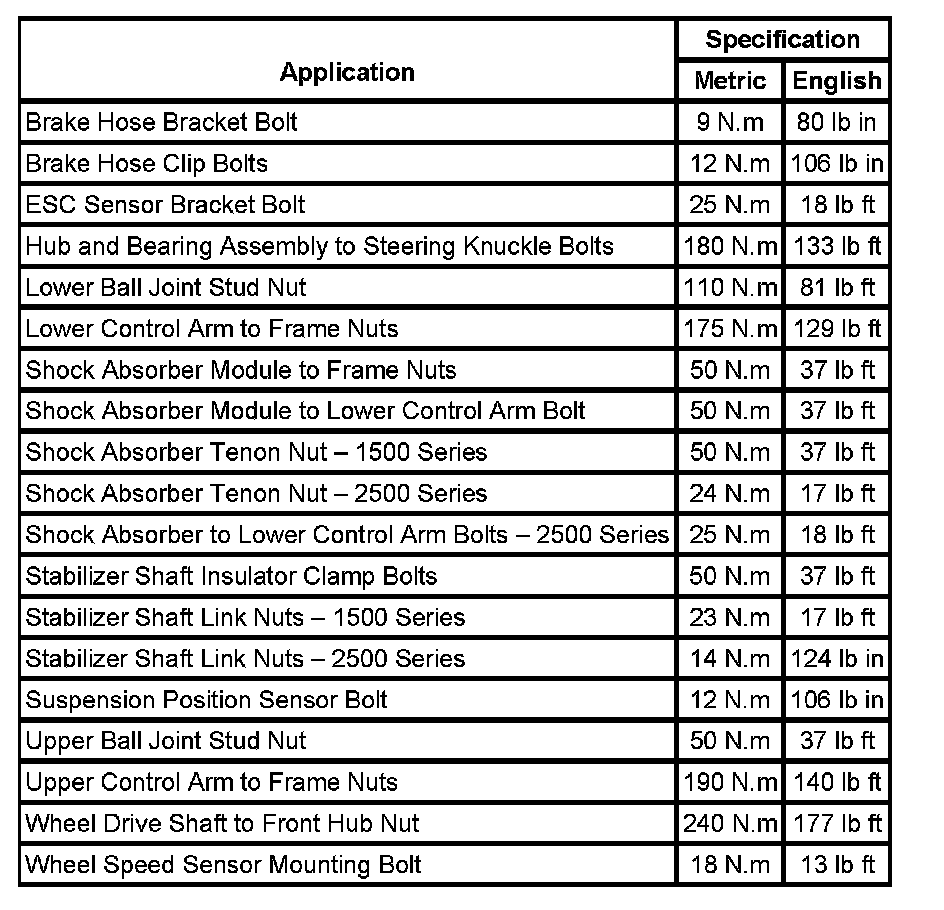 Application Specification
Metric English
Brake Hose Bracket Bolt 9 N.m 80 lb in
Brake Hose Clip Bolts 12 N.m 106 lb in
ESC Sensor Bracket Bolt 25 N.m 18 lb ft
Hub and Bearing Assembly to Steering Knuckle Bolts 180 N.m 133 lb ft
Lower Ball Joint Stud Nut 110 N.m 81 lb ft
Lower Control Arm to Frame Nuts 175 N.m 129 lb ft
Shock Absorber Module to Frame Nuts 50 N.m 37 lb ft
Shock Absorber Module to Lower Control Arm Bolt 50 N.m 37 lb ft
Shock Absorber Tenon Nut – 1500 Series 50 N.m 37 lb ft
Shock Absorber Tenon Nut – 2500 Series 24 N.m 17 lb ft
Shock Absorber to Lower Control Arm Bolts – 2500 Series 25 N.m 18 lb ft
Stabilizer Shaft Insulator Clamp Bolts 50 N.m 37 lb ft
Stabilizer Shaft Link Nuts – 1500 Series 23 N.m 17 lb ft
Stabilizer Shaft Link Nuts – 2500 Series 14 N.m 124 lb in
Suspension Position Sensor Bolt 12 N.m 106 lb in
Upper Ball Joint Stud Nut 50 N.m 37 lb ft
Upper Control Arm to Frame Nuts 190 N.m 140 lb ft
Wheel Drive Shaft to Front Hub Nut 240 N.m 177 lb ft
Wheel Speed Sensor Mounting Bolt 18 N.m 13 lb ft